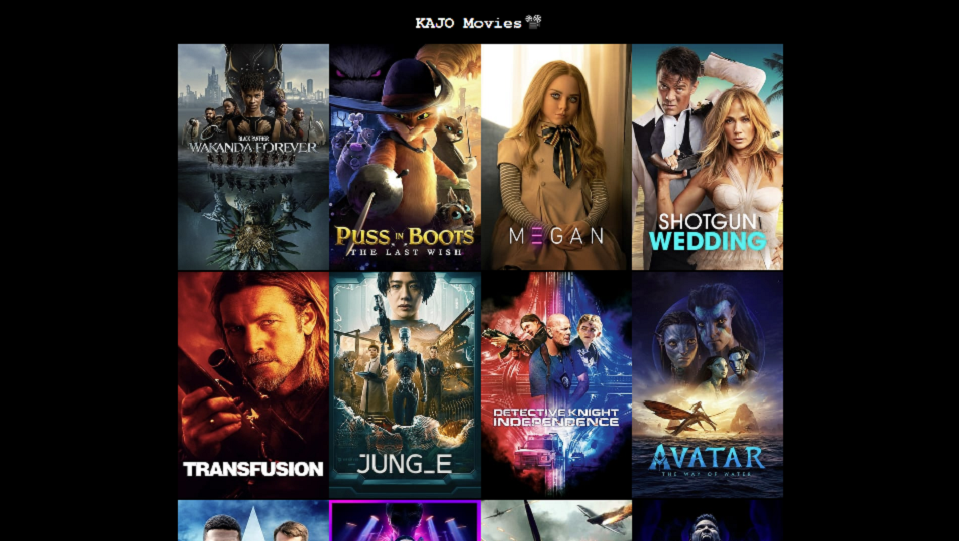 KAJO Movies
BLACK PANTHER
WAKANDA FOREVER
PUSS IN BOOTS
THE LAST WISH
MEGAN
SHOTGUN
WEDDING
TRANSFUSION
JUNG_E
DETECTIVE KNIGHT
INDEPENDENCE
AVATAR
THE WAY OF WATER